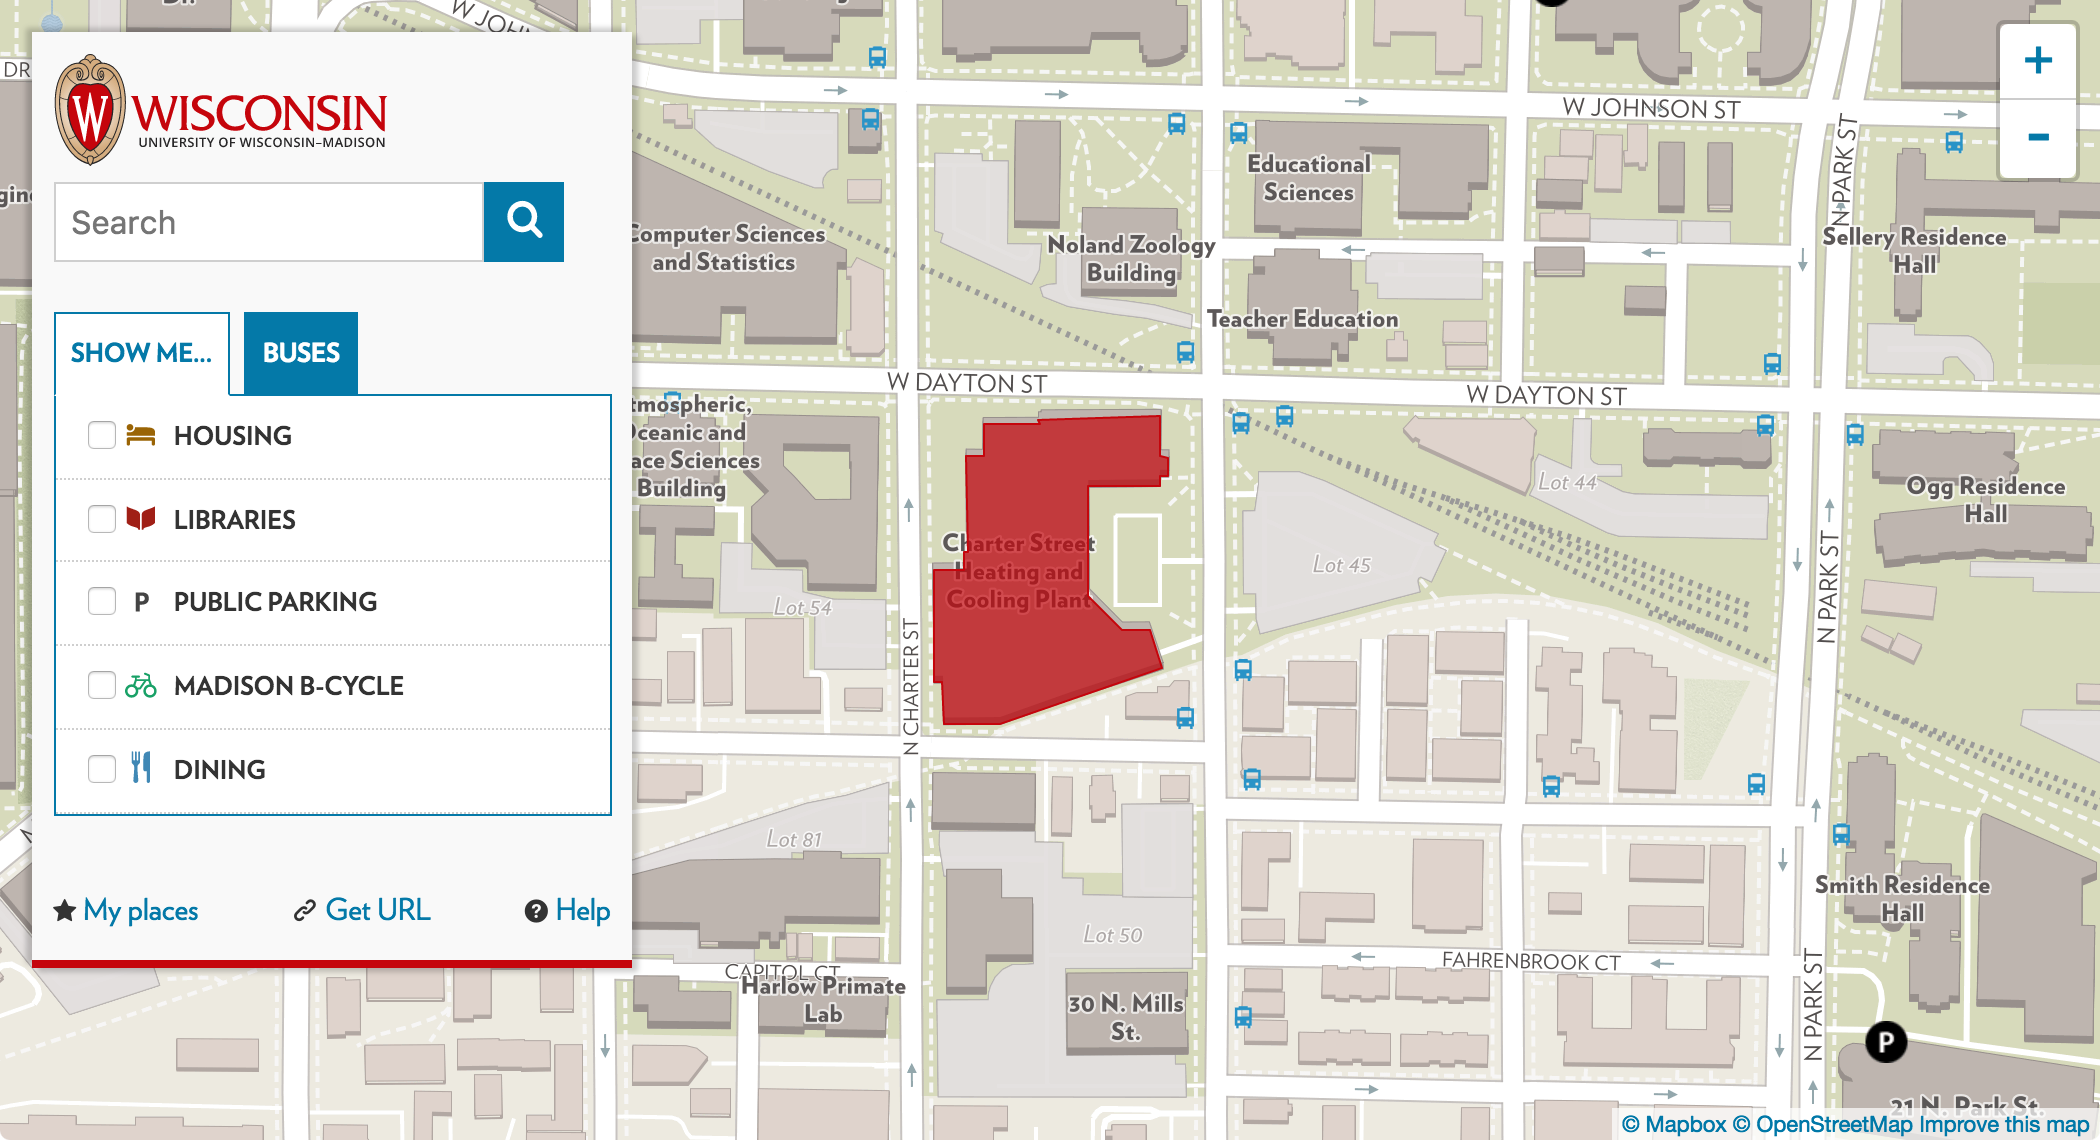 W JOHN
DR
WISCONSIN
UNIVERSITY OF WISCONSIN–MADISON
Search
SHOW ME...
BUSES
HOUSING
LIBRARIES
P PUBLIC PARKING
MADISON B-CYCLE
DINING
My places
Get URL
? Help
W JOHNSON ST
N PARK ST
+
-
Educational
Sciences
Computer Sciences
and Statistics
Noland Zoology
Building
Teacher Education
Sellery Residence
Hall
W DAYTON ST
W DAYTON ST
tmospheric,
Oceanic and
ace Sciences
Building
Lot 44
Ogg Residence
Hall
Charter Street
Heating and
Cooling Plant
Lot 45
Lot 54
N PARK ST
N CHARTER ST
Lot 81
Smith Residence
Hall
Lot 50
CAPITOL CT
FAHRENBROOK CT
Harlow Primate
Lab
30 N. Mills
St.
N PARK ST
P
21 N. Park St.
© Mapbox © OpenStreetMap Improve this map